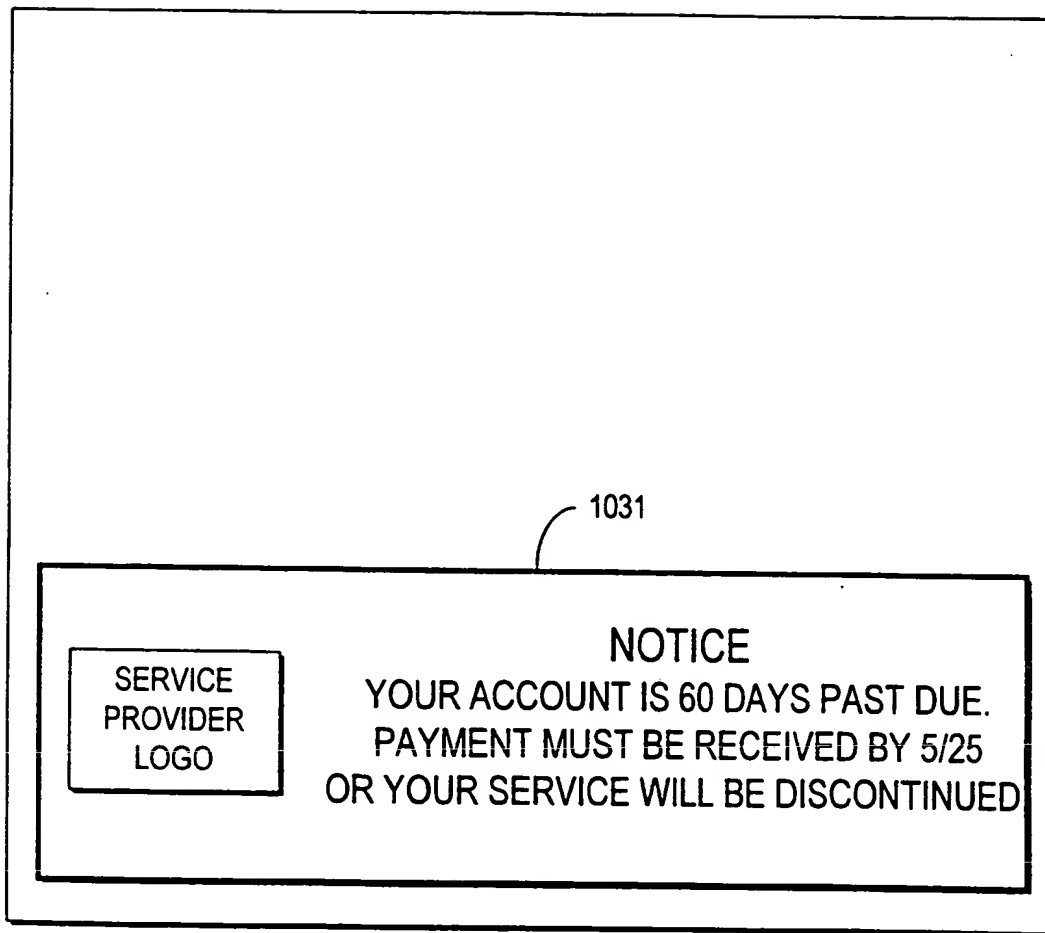 1031
SERVICE
PROVIDER
LOGO
NOTICE
YOUR ACCOUNT IS 60 DAYS PAST DUE.
PAYMENT MUST BE RECEIVED BY 5/25
OR YOUR SERVICE WILL BE DISCONTINUED